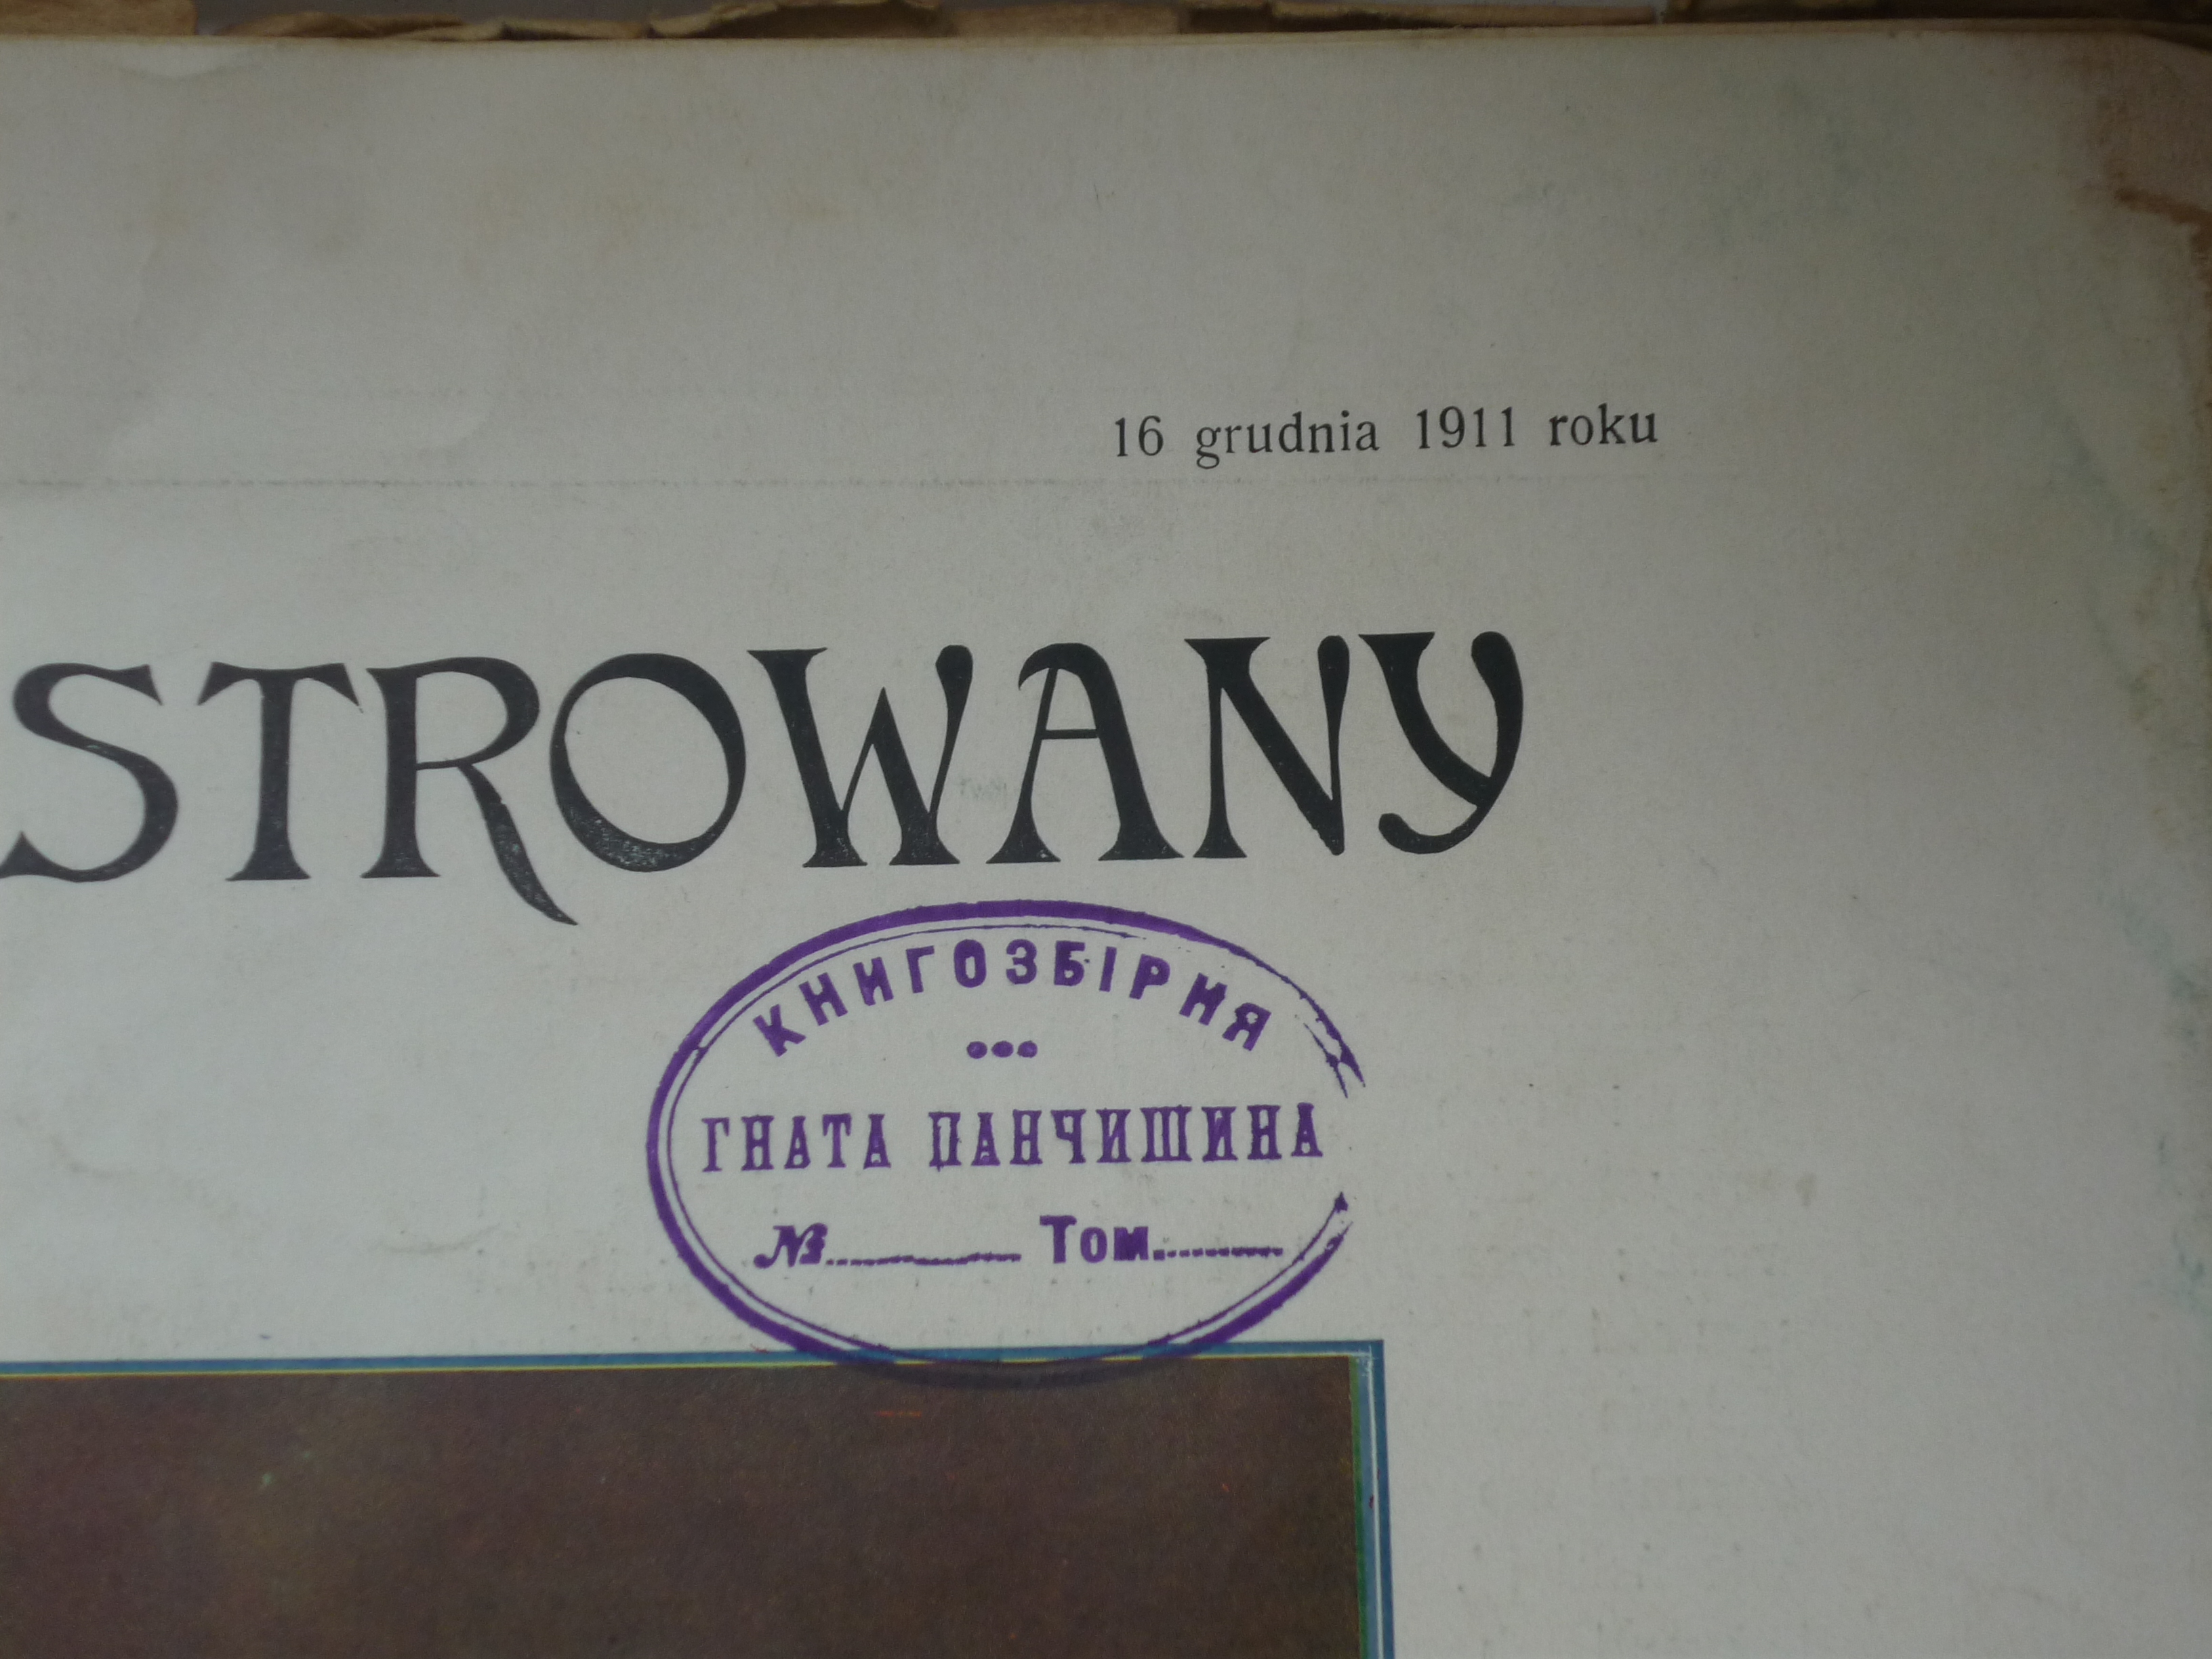 16 grudnia 1911 roku
STROWANY
КНИГОЗБІРНЯ
ГНАТА ПАНЧИШИНА
№ Том.